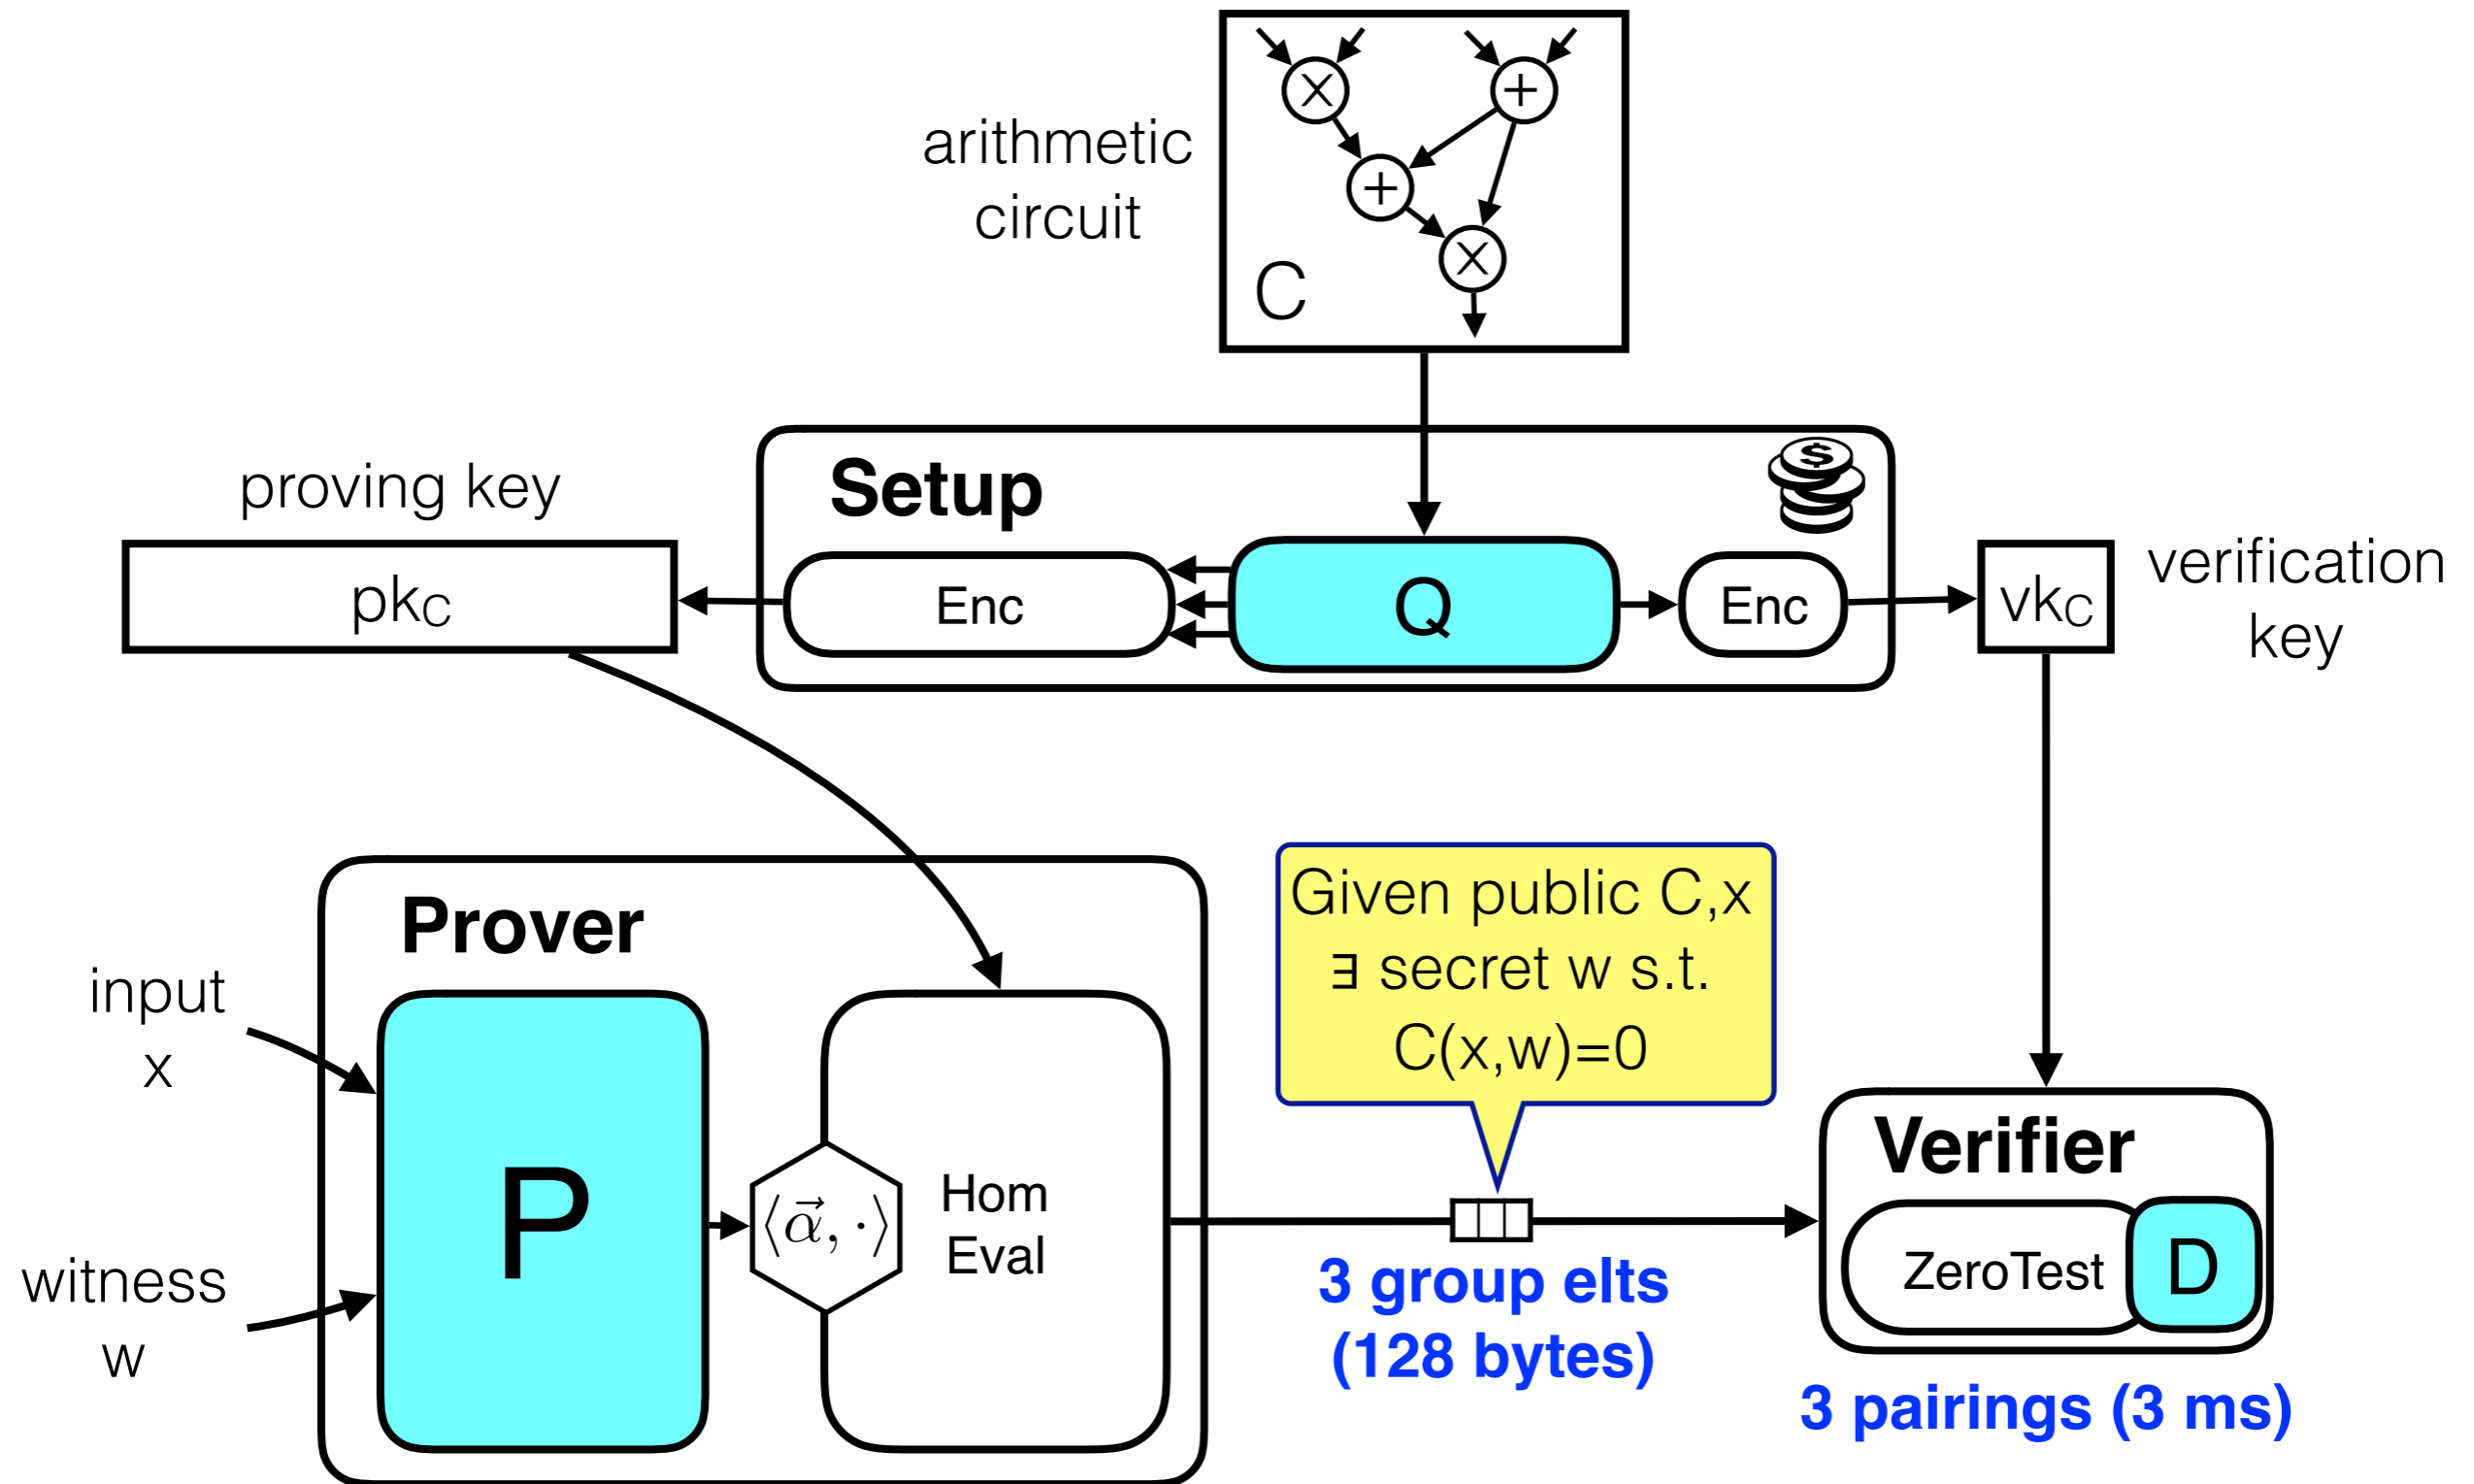 ×
+
arithmetic
circuit
+
×
C
Setup
$
proving key
pkC
Enc
Q
Enc
vkC
verification
key
Prover
Given public C,x
∃ secret w s.t.
C(x,w)=0
input
x
P
⟨α⃗, ·⟩
Hom
Eval
witness
w
3 group elts
(128 bytes)
Verifier
ZeroTest
D
3 pairings (3 ms)